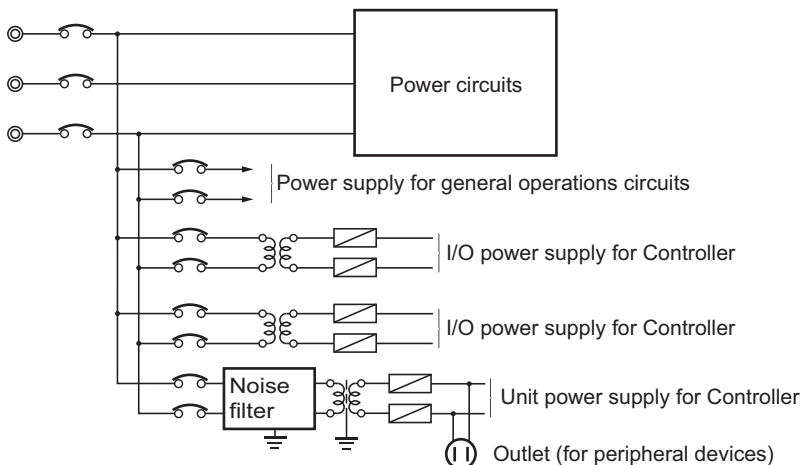 Power circuits
Power supply for general operations circuits
I/O power supply for Controller
I/O power supply for Controller
Noise
filter
Unit power supply for Controller
Outlet (for peripheral devices)